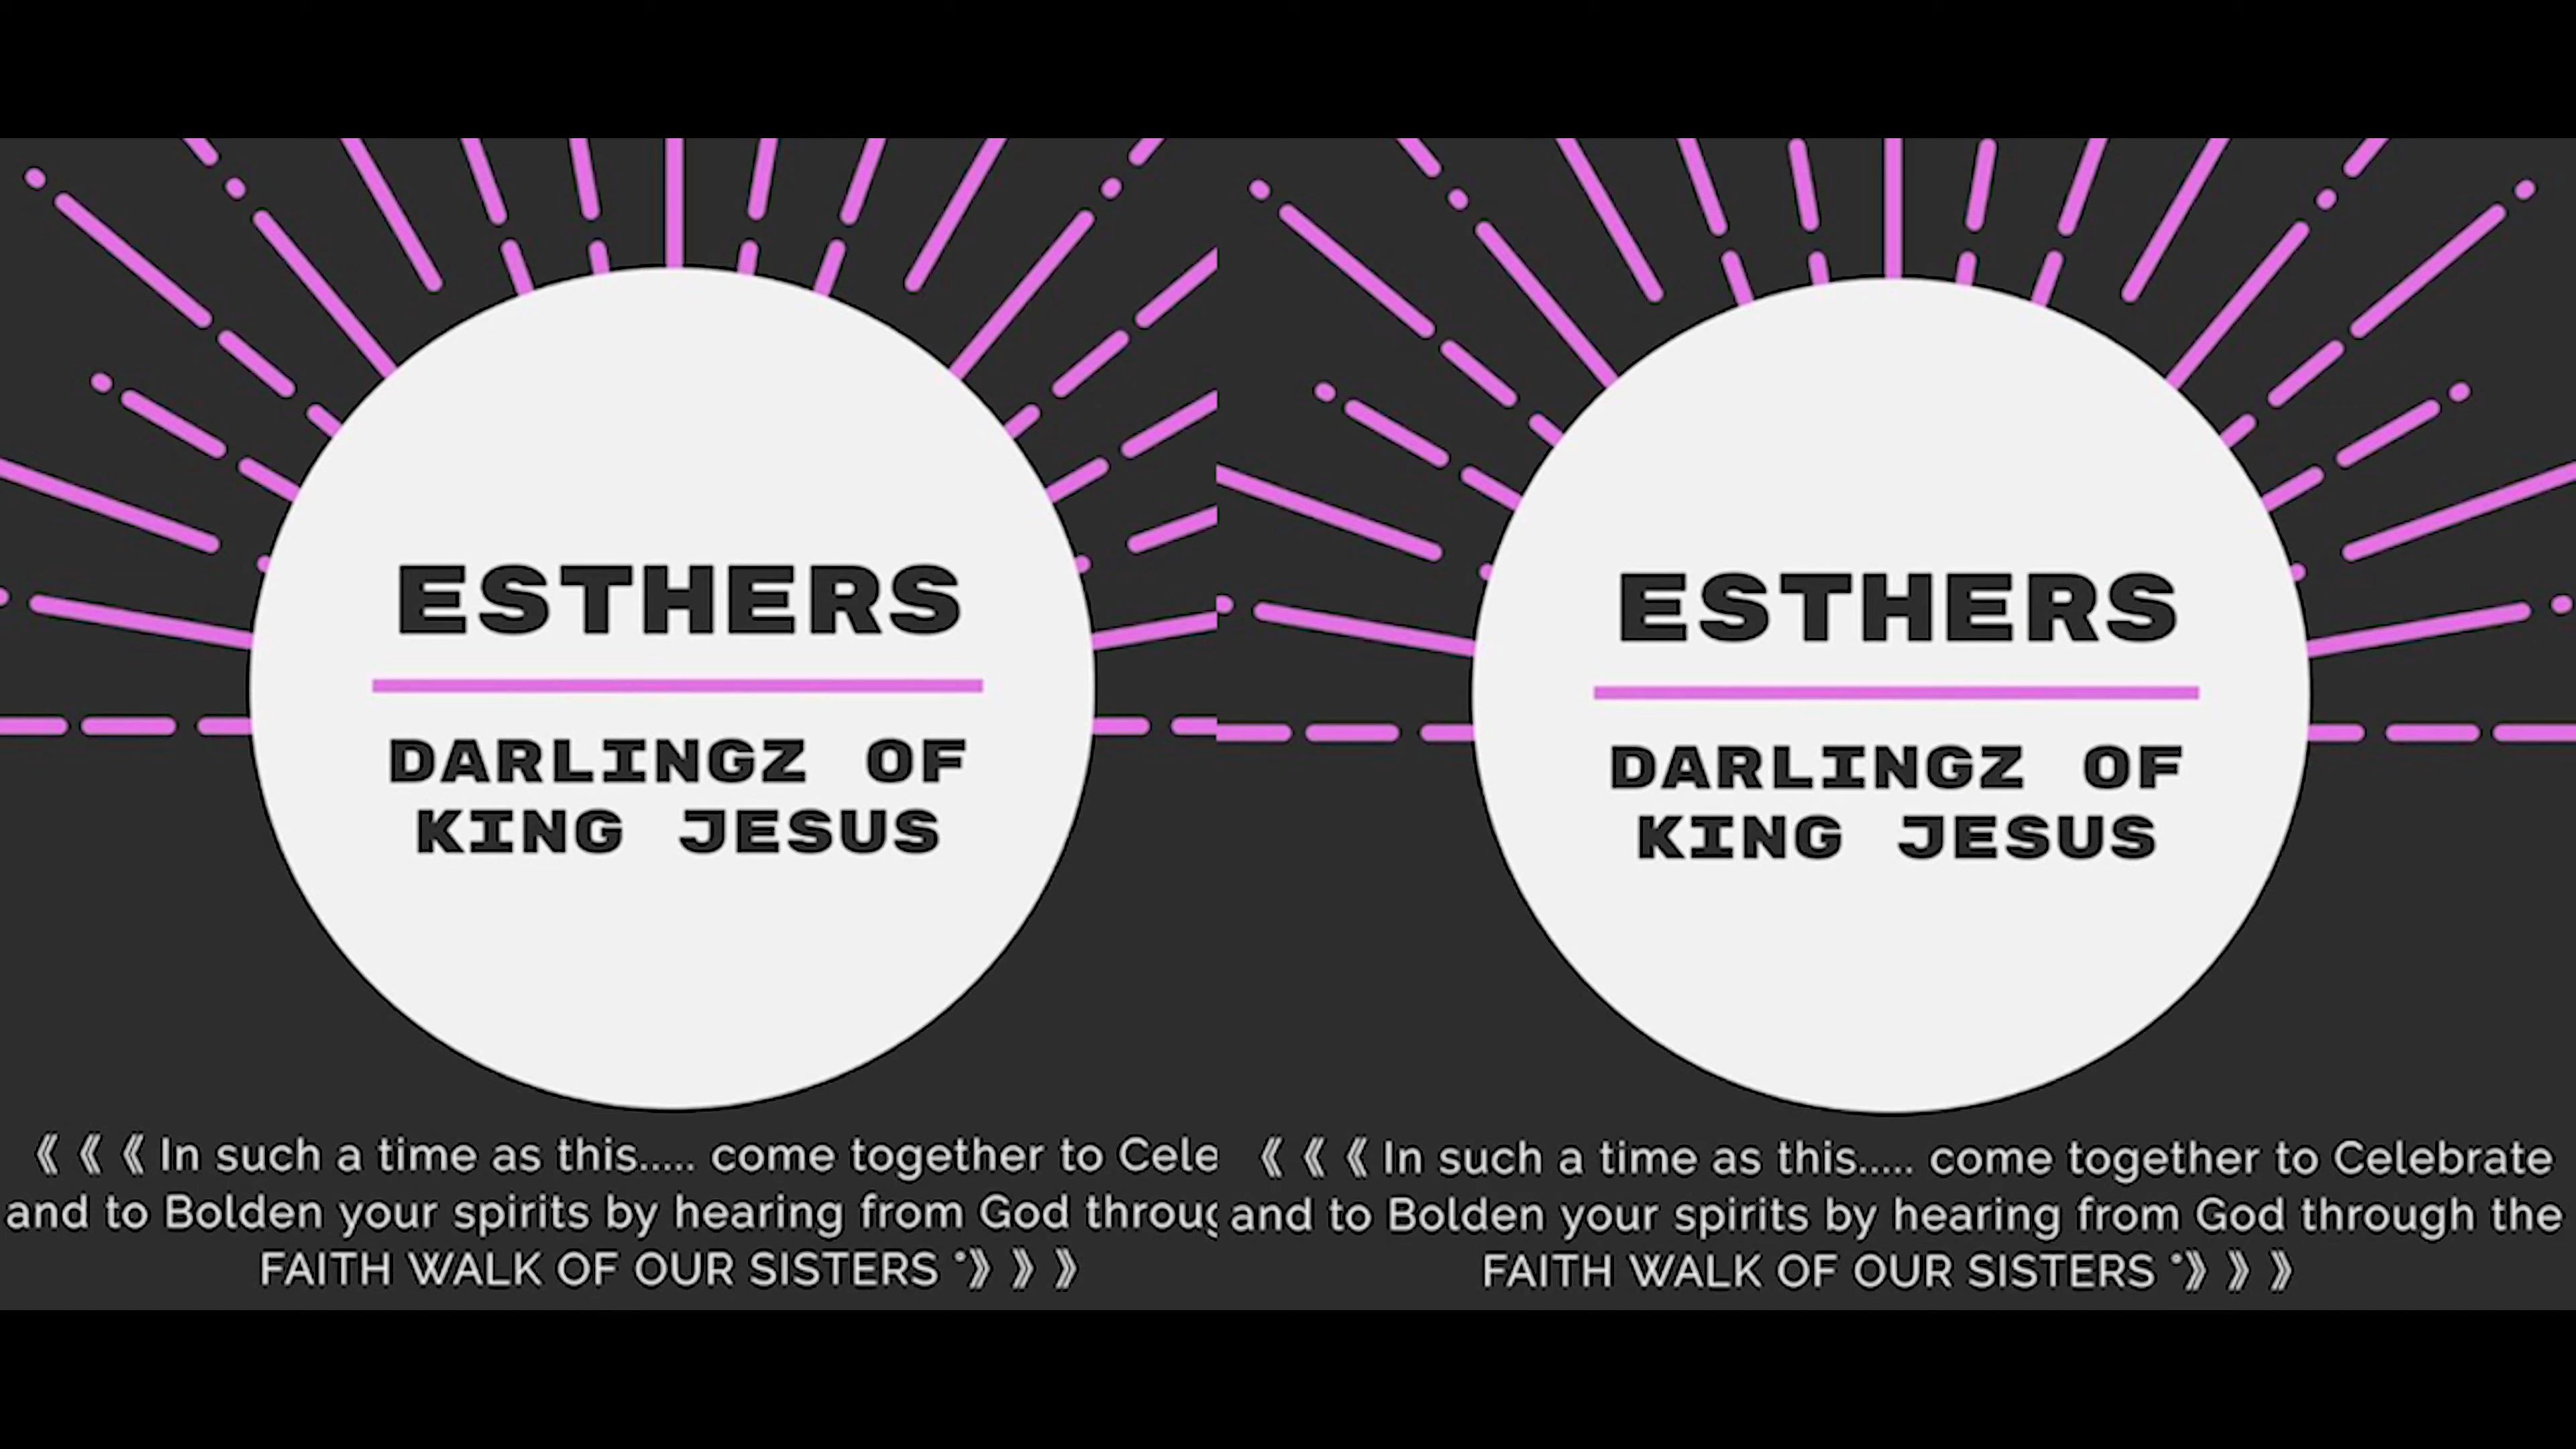 ESTHERS
DARLINGZ OF
KING JESUS
《《《 In such a time as this..... come together to Cele
and to Bolden your spirits by hearing from God throug
FAITH WALK OF OUR SISTERS °》》》
ESTHERS
DARLINGZ OF
KING JESUS
《《《 In such a time as this..... come together to Celebrate
and to Bolden your spirits by hearing from God through the
FAITH WALK OF OUR SISTERS °》》》